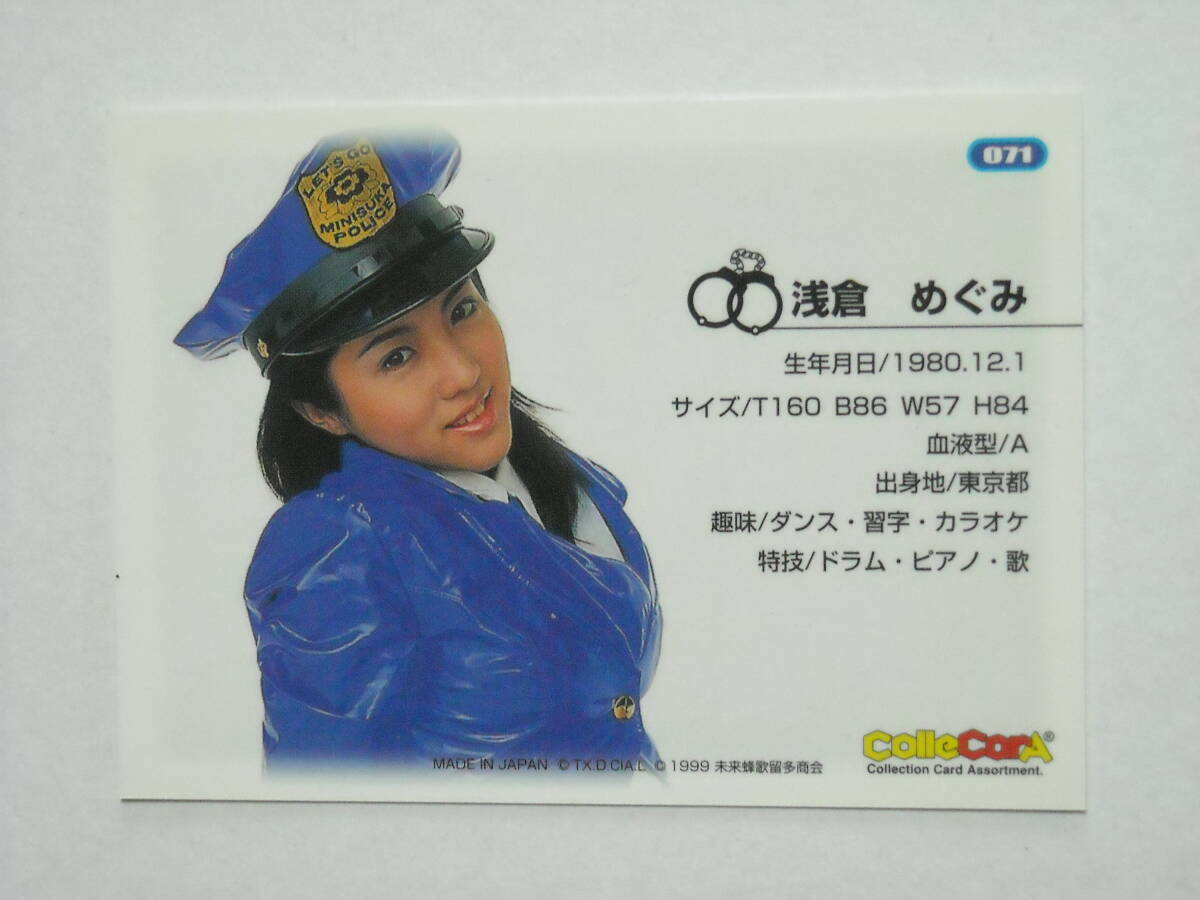 LET'S GO
MINISUKA
POLICE
071
浅倉　めぐみ
生年月日/1980.12.1
サイズ/T160 B86 W57 H84
血液型/A
出身地/東京都
趣味/ダンス・習字・カラオケ
特技/ドラム・ピアノ・歌
ColleCarA®
Collection Card Assortment.
MADE IN JAPAN © TX.D.CIA.L © 1999 未来蜂歌留多商会